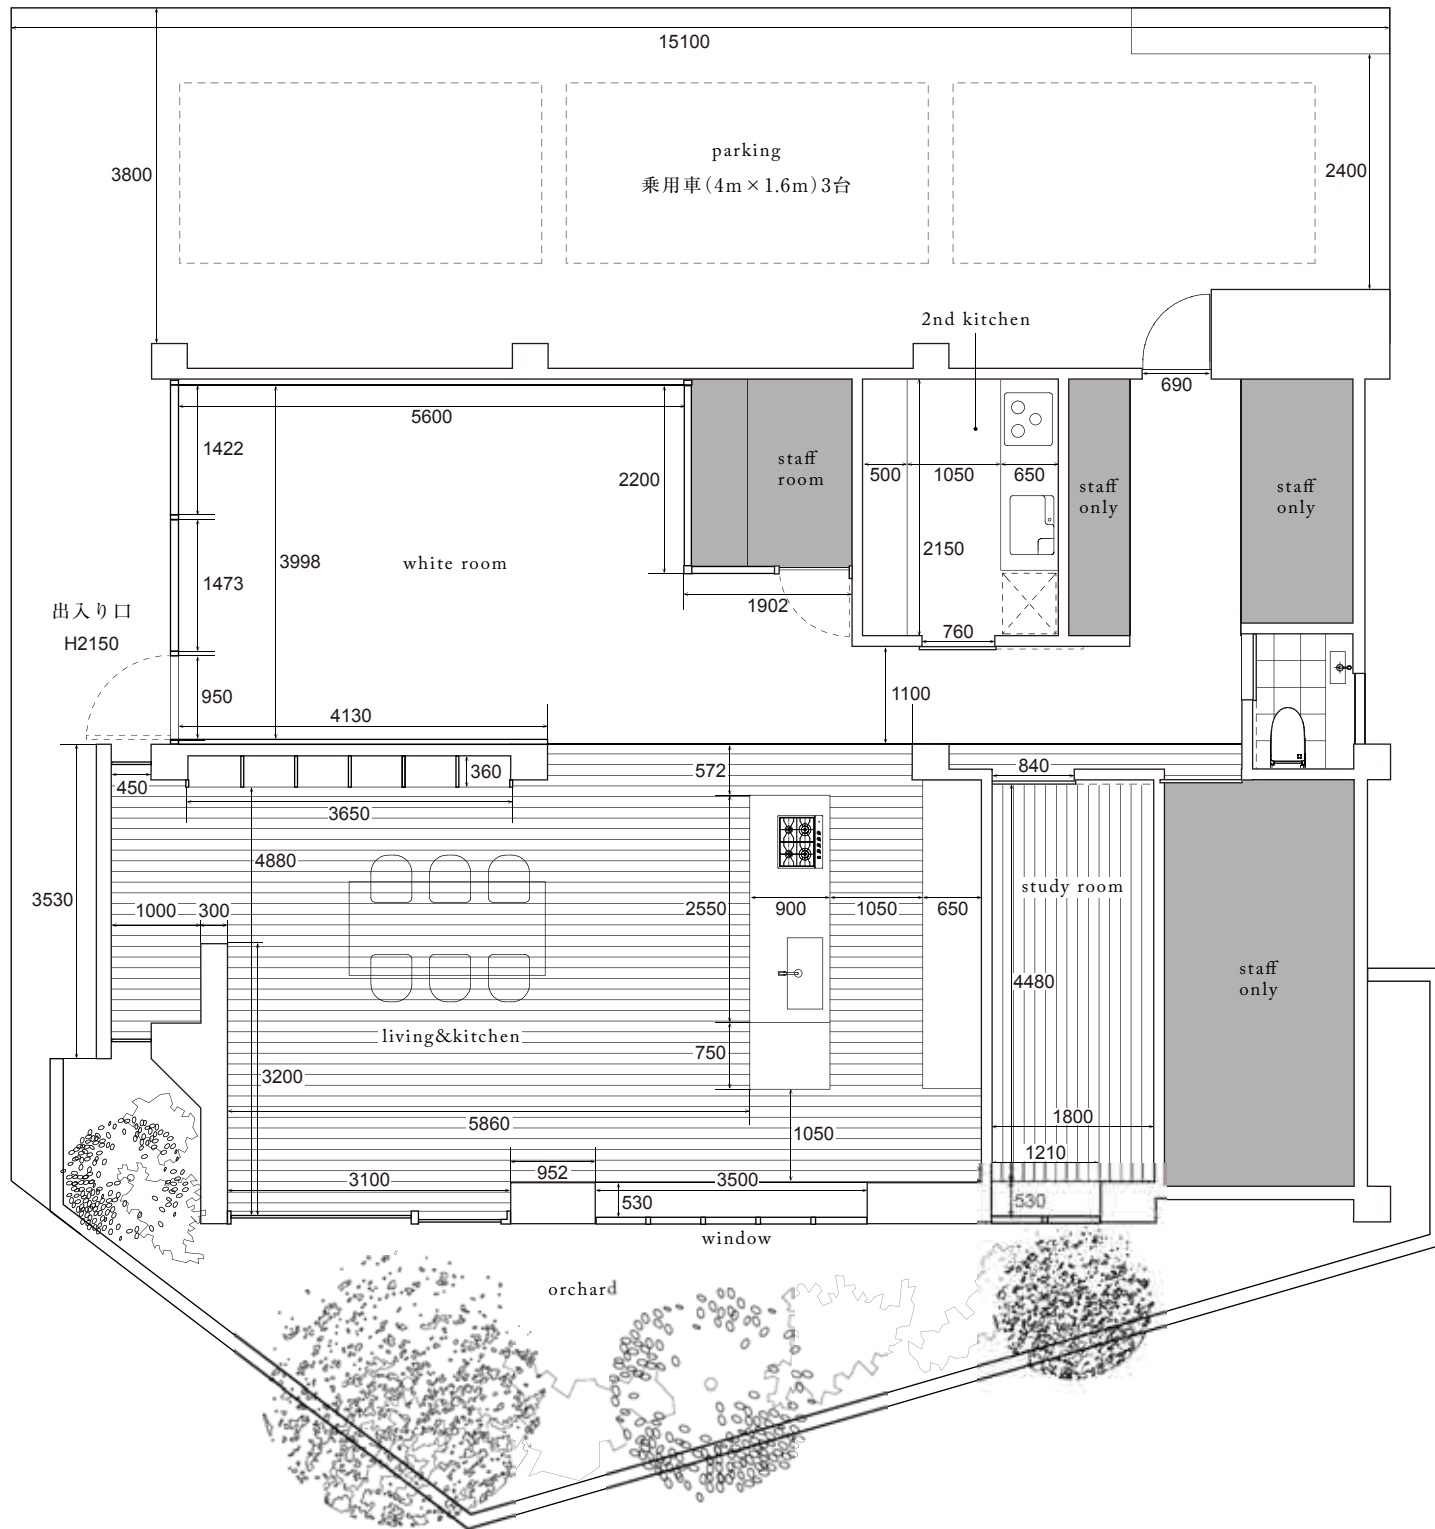 15100
3800
parking
乗用車(4m×1.6m)3台
2400
2nd kitchen
690
5600
1422
2200
staff
room
500
1050
650
staff
only
staff
only
2150
3998
white room
1473
出入り口
H2150
1902
760
950
4130
1100
450
360
572
840
3650
4880
study room
3530
1000
300
2550
900
1050
650
4480
staff
only
living&kitchen
750
3200
5860
1050
1800
1210
3100
952
3500
530
530
window
orchard